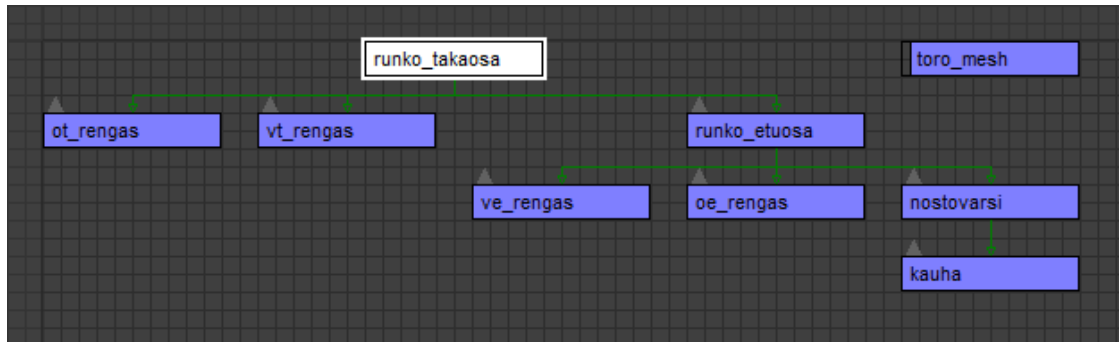 runko_takaosa
toro_mesh
ot_rengas
vt_rengas
runko_etuosa
ve_rengas
oe_rengas
nostovarsi
kauha